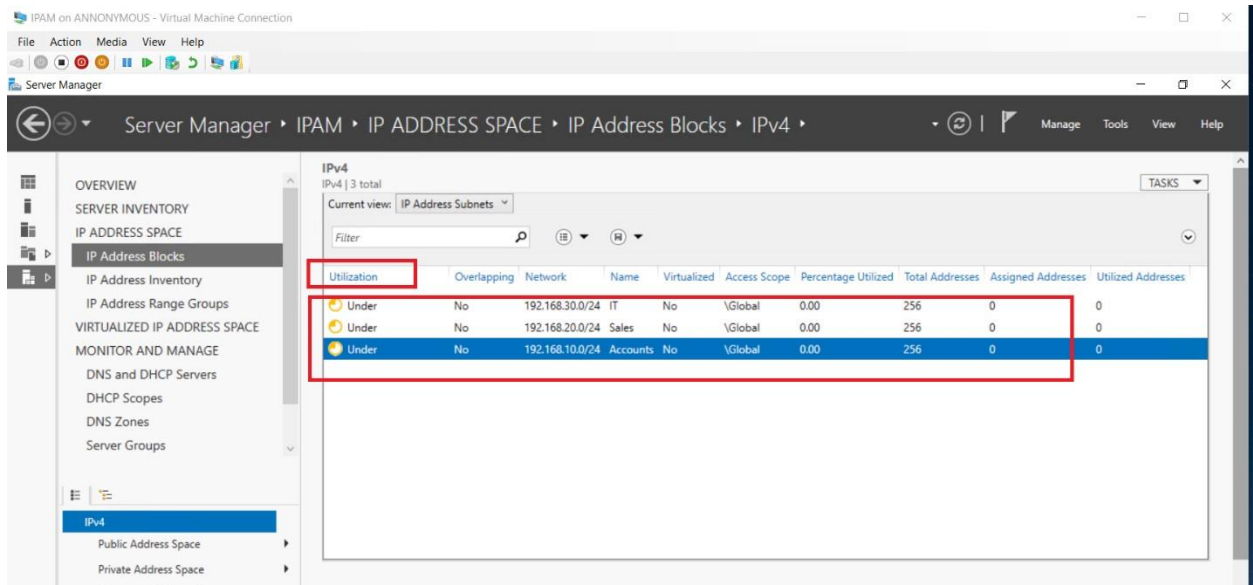 IPAM on ANNONYMOUS - Virtual Machine Connection
File Action Media View Help
Server Manager
Server Manager ‣ IPAM ‣ IP ADDRESS SPACE ‣ IP Address Blocks ‣ IPv4 ‣
Manage Tools View Help
OVERVIEW
SERVER INVENTORY
IP ADDRESS SPACE
IP Address Blocks
IP Address Inventory
IP Address Range Groups
VIRTUALIZED IP ADDRESS SPACE
MONITOR AND MANAGE
DNS and DHCP Servers
DHCP Scopes
DNS Zones
Server Groups
IPv4
Public Address Space
Private Address Space
IPv4
IPv4 | 3 total
TASKS
Current view: IP Address Subnets
Filter
Utilization Overlapping Network Name Virtualized Access Scope Percentage Utilized Total Addresses Assigned Addresses Utilized Addresses
Under No 192.168.30.0/24 IT No \Global 0.00 256 0 0
Under No 192.168.20.0/24 Sales No \Global 0.00 256 0 0
Under No 192.168.10.0/24 Accounts No \Global 0.00 256 0 0